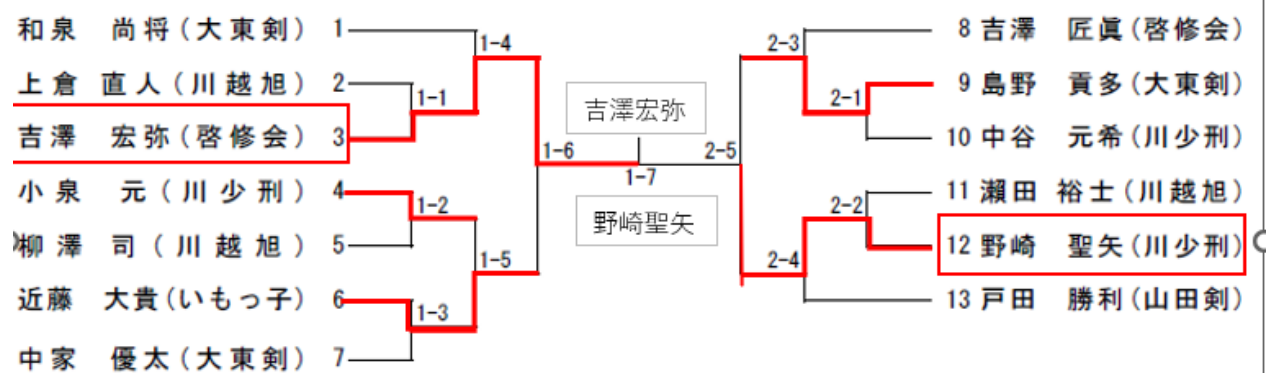 和泉 尚将(大東剣) 1
上倉 直人(川越旭) 2
吉澤 宏弥(啓修会) 3
小泉 元(川少刑) 4
柳澤 司(川越旭) 5
近藤 大貴(いもっ子) 6
中家 優太(大東剣) 7
1-4
1-1
1-2
1-5
1-3
1-6
吉澤宏弥
1-7
野崎聖矢
2-5
2-3
2-1
2-2
2-4
8 吉澤 匠眞(啓修会)
9 島野 貢多(大東剣)
10 中谷 元希(川少刑)
11 瀬田 裕士(川越旭)
12 野崎 聖矢(川少刑)
13 戸田 勝利(山田剣)